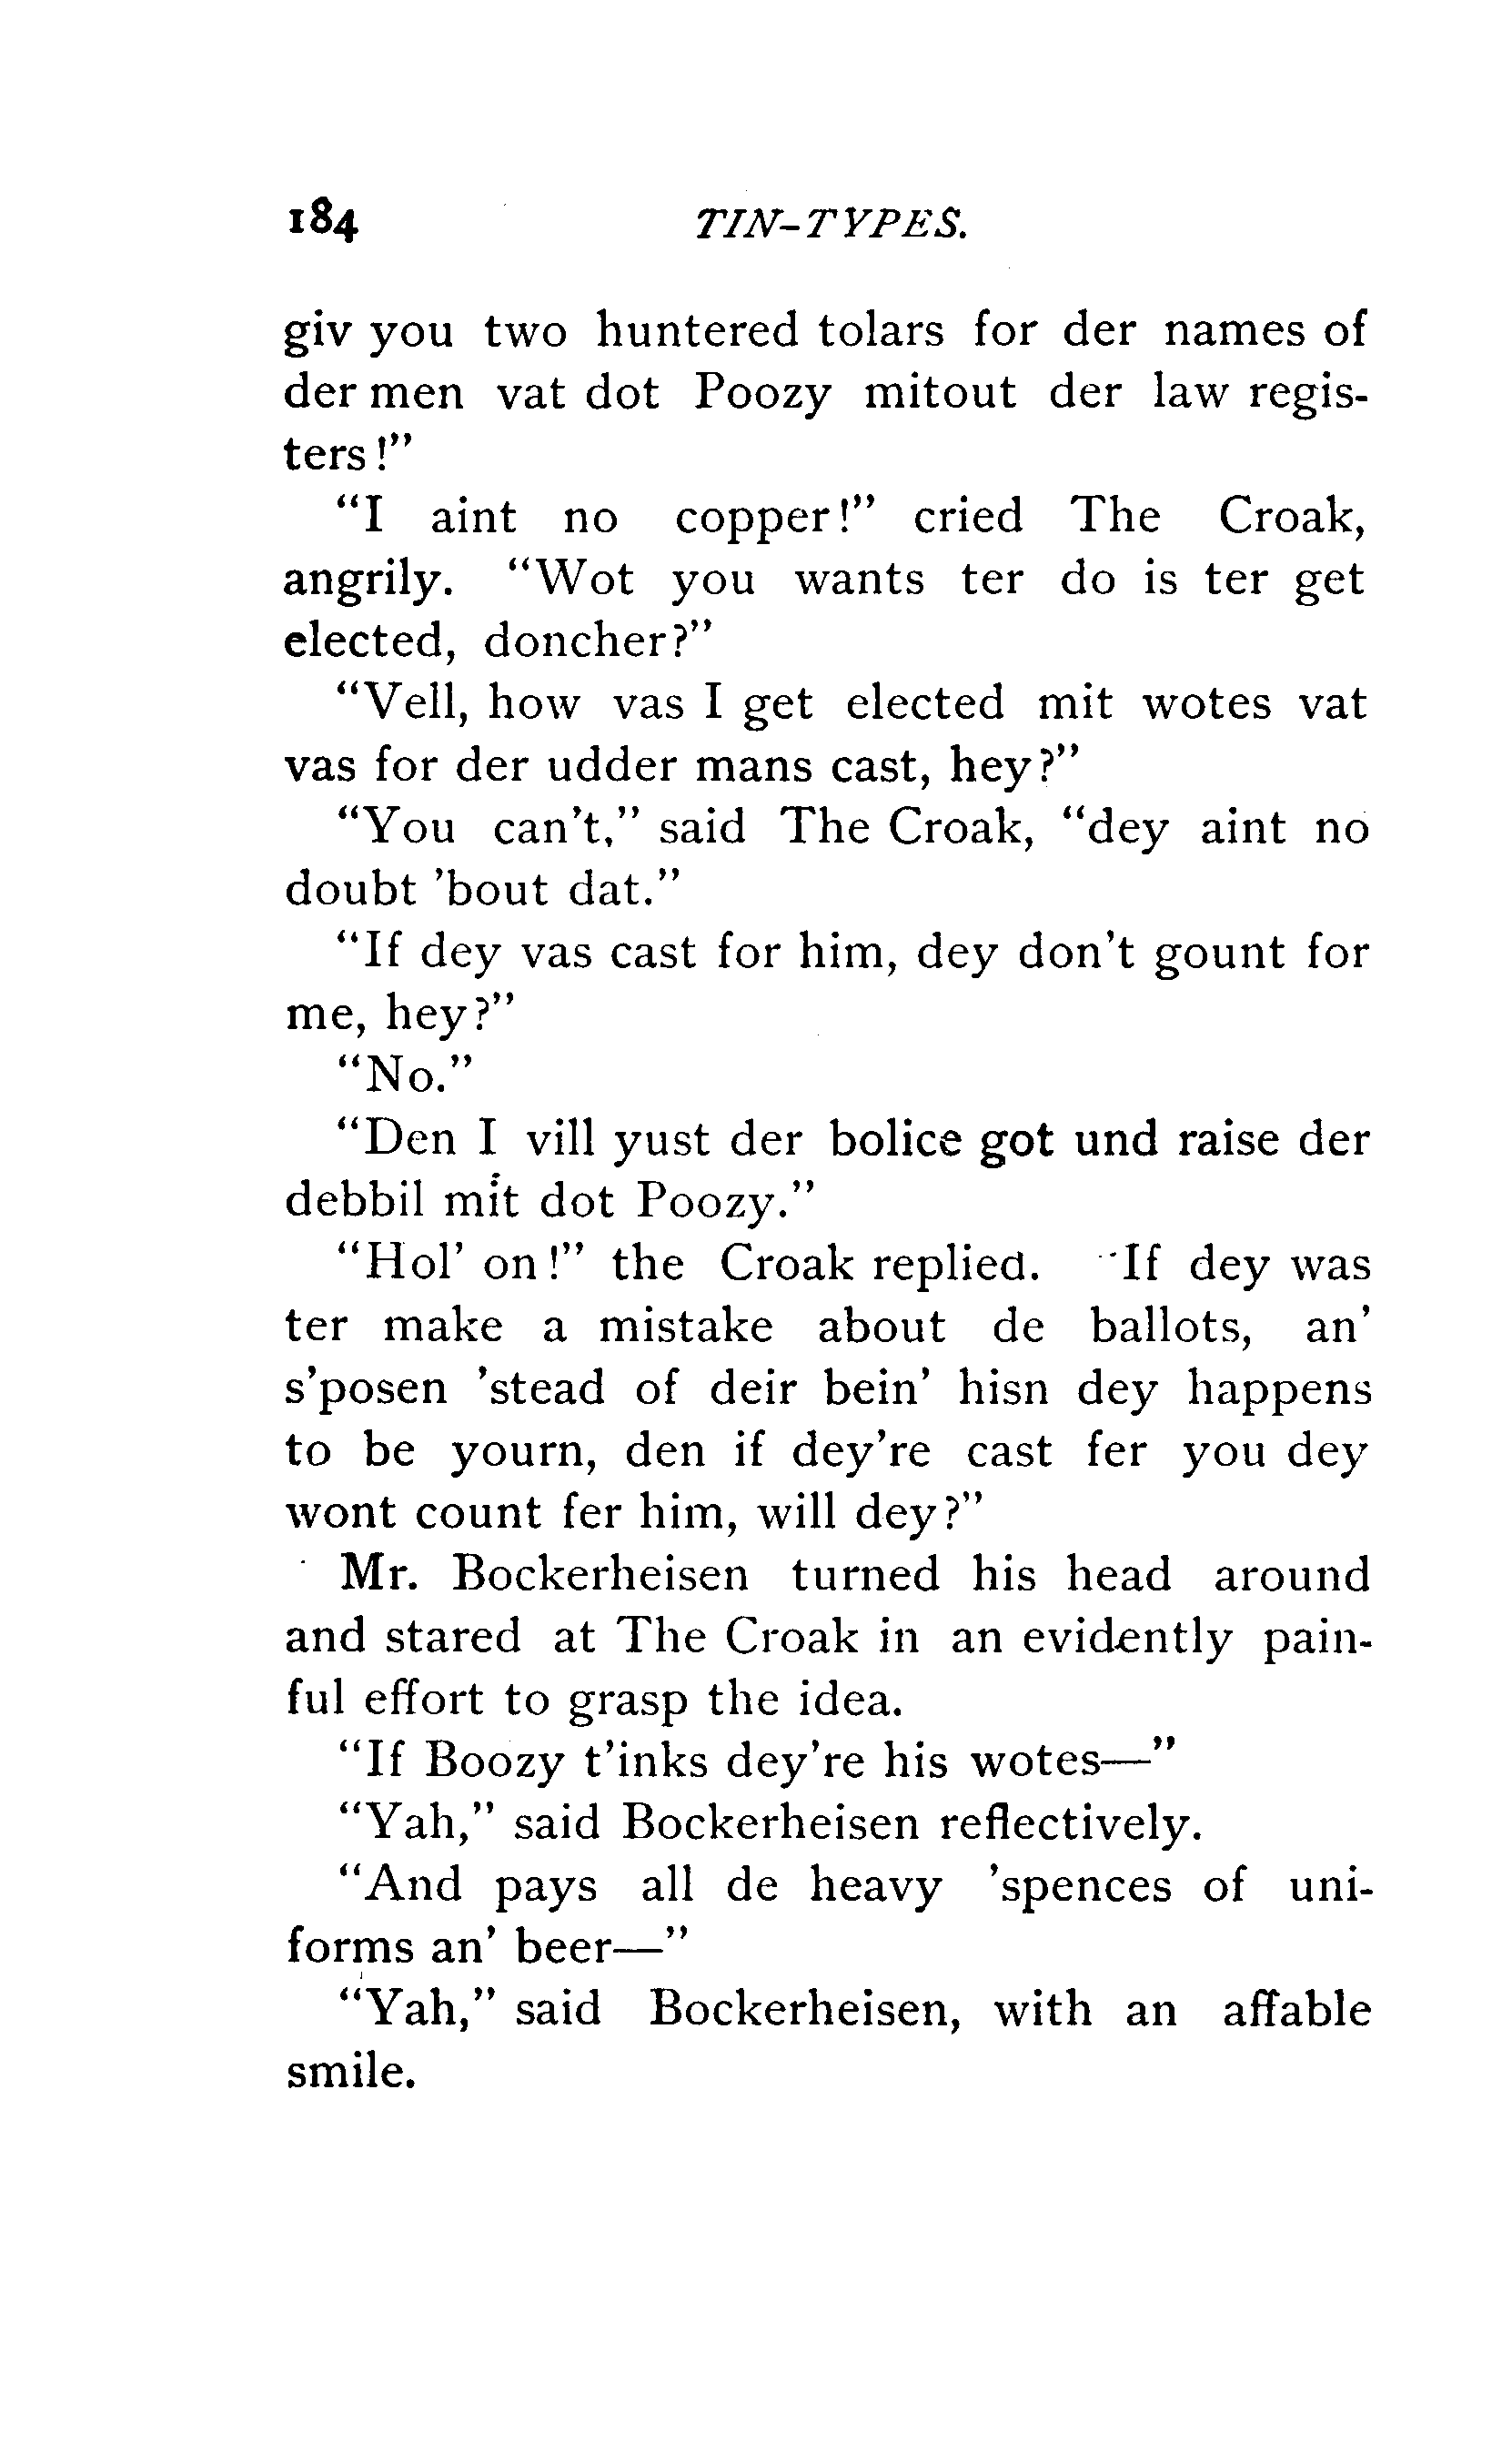 184 TIN-TYPES.
giv you two huntered tolars for der names of
der men vat dot Poozy mitout der law regis-
ters!"
"I aint no copper!" cried The Croak,
angrily. "Wot you wants ter do is ter get
elected, doncher?"
"Vell, how vas I get elected mit wotes vat
vas for der udder mans cast, hey?"
"You can't," said The Croak, "dey aint no
doubt 'bout dat."
"If dey vas cast for him, dey don't gount for
me, hey?"
"No."
"Den I vill yust der bolice got und raise der
debbil mit dot Poozy."
"Hol' on!" the Croak replied. "If dey was
ter make a mistake about de ballots, an'
s'posen 'stead of deir bein' hisn dey happens
to be yourn, den if dey're cast fer you dey
wont count fer him, will dey?"
Mr. Bockerheisen turned his head around
and stared at The Croak in an evidently pain-
ful effort to grasp the idea.
"If Boozy t'inks dey're his wotes—"
"Yah," said Bockerheisen reflectively.
"And pays all de heavy 'spences of uni-
forms an' beer—"
"Yah," said Bockerheisen, with an affable
smile.